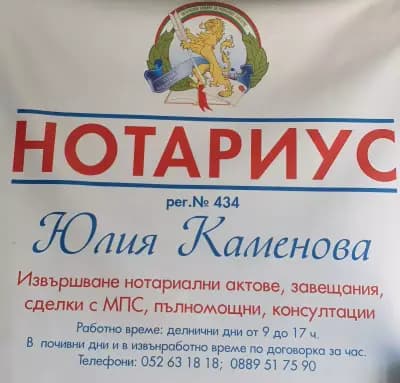 НОТАРИУС
рег.№ 434
Юлия Каменова
Извършване нотариални актове, завещания,
сделки с МПС, пълномощни, консултации
Работно време: делнични дни от 9 до 17 ч.
В почивни дни и в извънработно време по договорка за час.
Телефони: 052 63 18 18; 0889 51 75 90